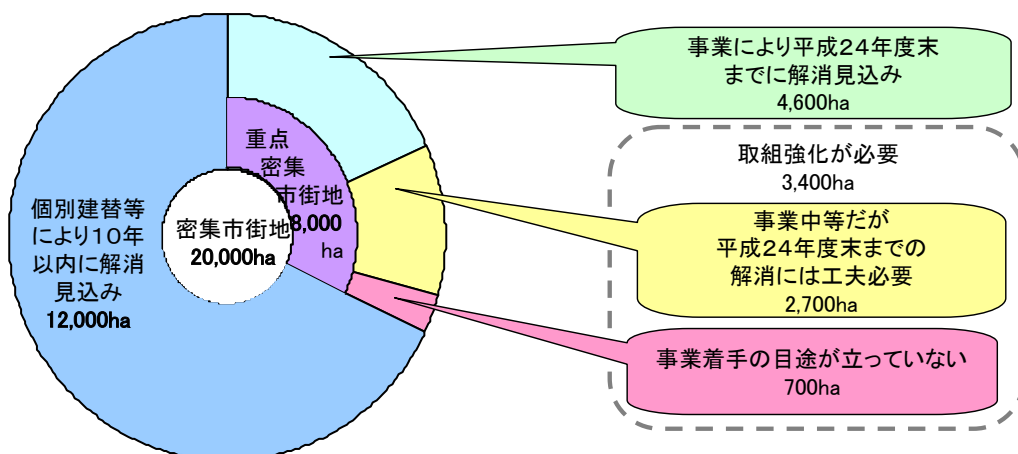 個別建替等
により10年
以内に解消
見込み
12,000ha
密集市街地
20,000ha
重点
密集
市街地
8,000
ha
事業により平成24年度末
までに解消見込み
4,600ha
取組強化が必要
3,400ha
事業中等だが
平成24年度末までの
解消には工夫必要
2,700ha
事業着手の目途が立っていない
700ha